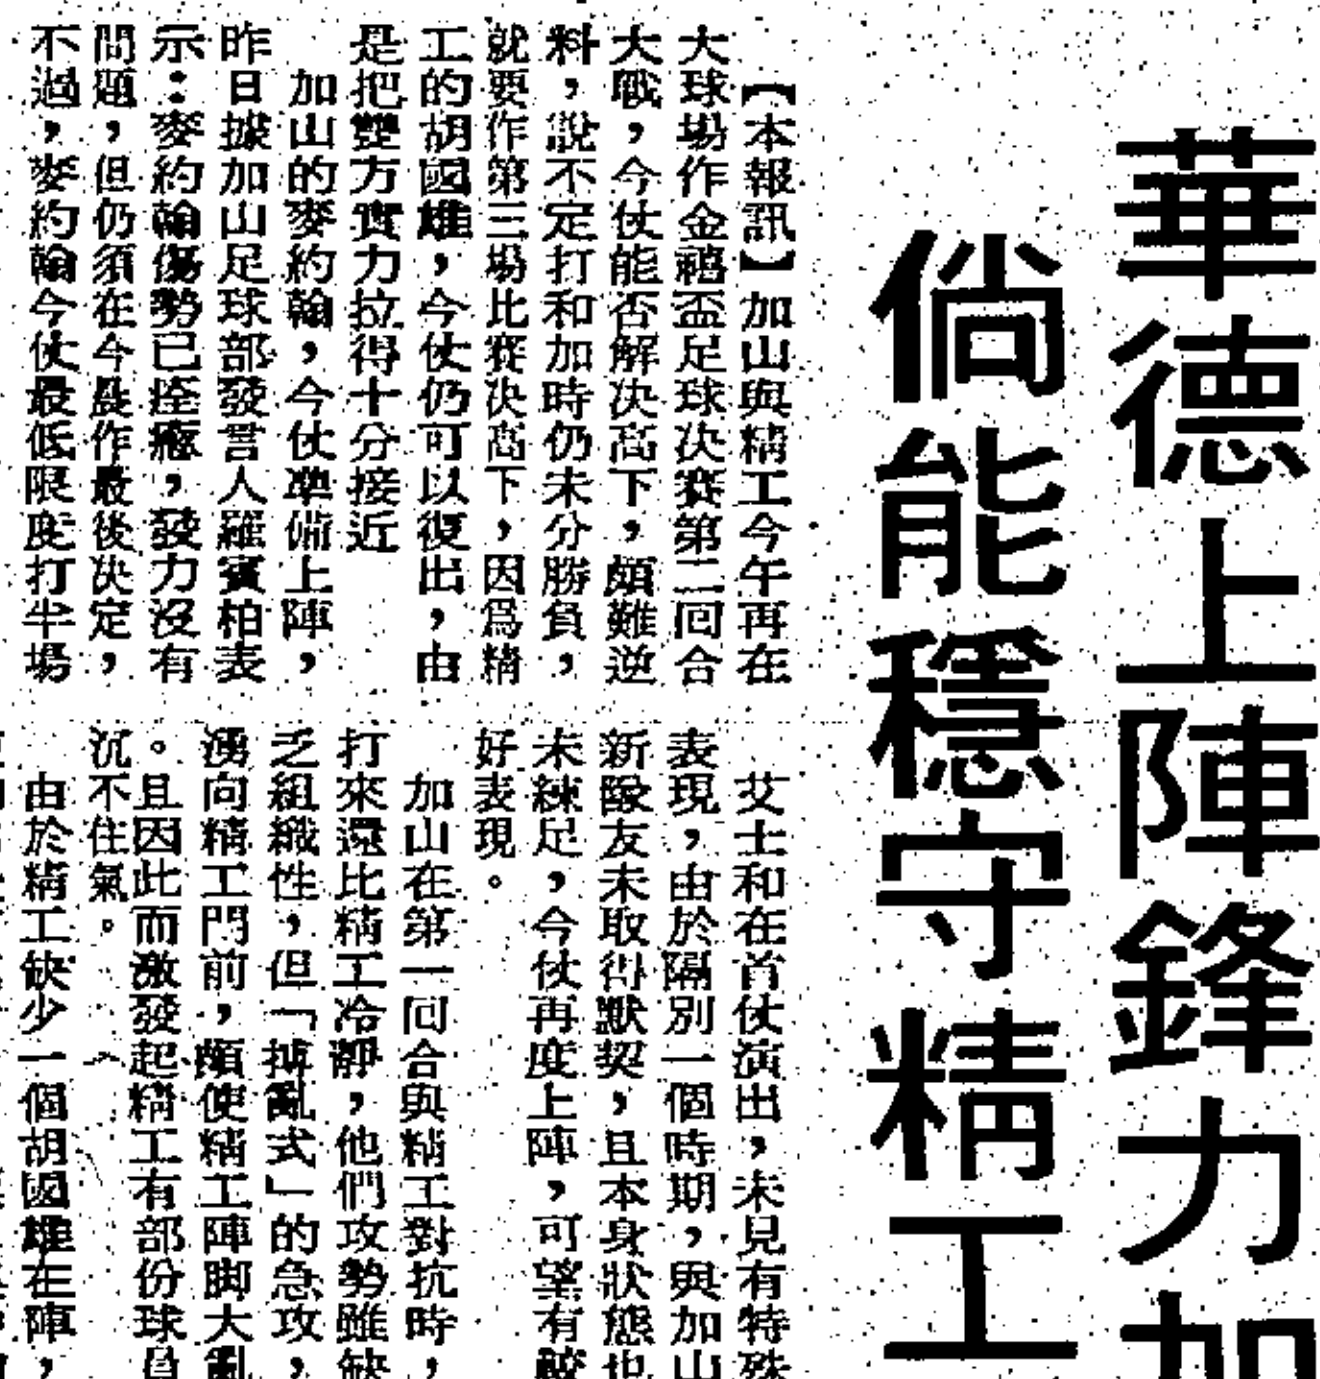 華德上陣鋒力加
倘能穩守精工
【本報訊】加山與精工今午再在
大球場作金禧盃足球决賽第二回合
大戰，今仗能否解决高下，頗難逆
料，說不定打和加時仍未分勝負，
就要作第三場比賽决高下，因爲精
工的胡國雄，今仗仍可以復出，由
是把雙方實力拉得十分接近
加山的麥約翰，今仗準備上陣，
昨日據加山足球部發言人羅賓柏表
示：麥約翰傷勢已痊癒，發力沒有
問題，但仍須在今晨作最後决定，
不過，麥約翰今仗最低限度打半場
艾士和在首仗演出，未見有特殊
表現，由於隔別一個時期，與加山
新隊友未取得默契，且本身狀態也
未練足，今仗再度上陣，可望有較
好表現。
加山在第一回合與精工對抗時，
打來還比精工冷靜，他們攻勢雖缺
乏組織性，但「搏亂式」的急攻，
湧向精工門前，頗使精工陣脚大亂
。且因此而激發起精工有部份球員
沉不住氣。
由於精工缺少一個胡國雄在陣，